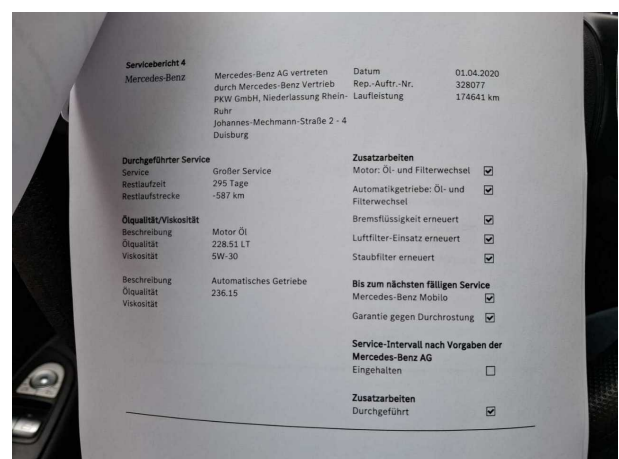 Servicebericht 4
Mercedes-Benz
Mercedes-Benz AG vertreten
durch Mercedes-Benz Vertrieb
PKW GmbH, Niederlassung Rhein-
Ruhr
Johannes-Mechmann-Straße 2 - 4
Duisburg
Datum 01.04.2020
Rep.-Auftr.-Nr. 328077
Laufleistung 174641 km
Durchgeführter Service
Service Großer Service
Restlaufzeit 295 Tage
Restlaufstrecke -587 km
Ölqualität/Viskosität
Beschreibung Motor Öl
Ölqualität 228.51 LT
Viskosität 5W-30
Beschreibung Automatisches Getriebe
Ölqualität 236.15
Viskosität
Zusatzarbeiten
Motor: Öl- und Filterwechsel
Automatikgetriebe: Öl- und
Filterwechsel
Bremsflüssigkeit erneuert
Luftfilter-Einsatz erneuert
Staubfilter erneuert
Bis zum nächsten fälligen Service
Mercedes-Benz Mobilo
Garantie gegen Durchrostung
Service-Intervall nach Vorgaben der
Mercedes-Benz AG
Eingehalten
Zusatzarbeiten
Durchgeführt